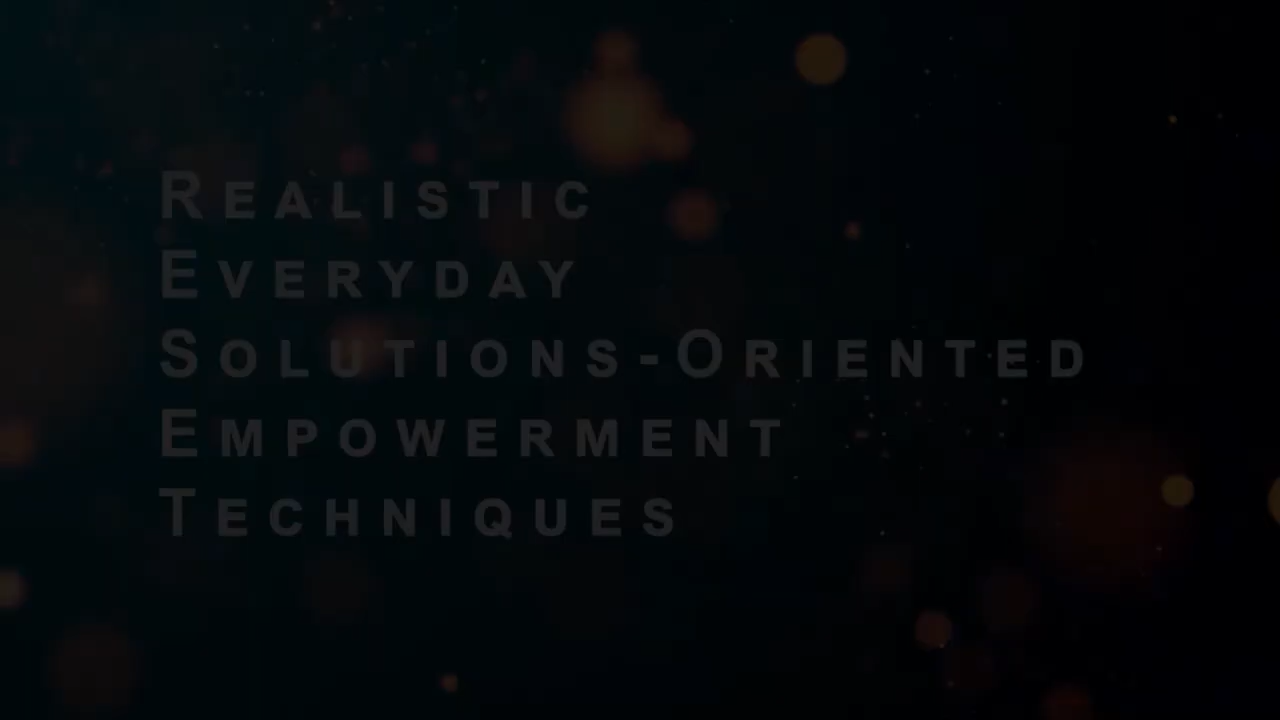 REALISTIC
EVERYDAY
SOLUTIONS-ORIENTED
EMPOWERMENT
TECHNIQUES